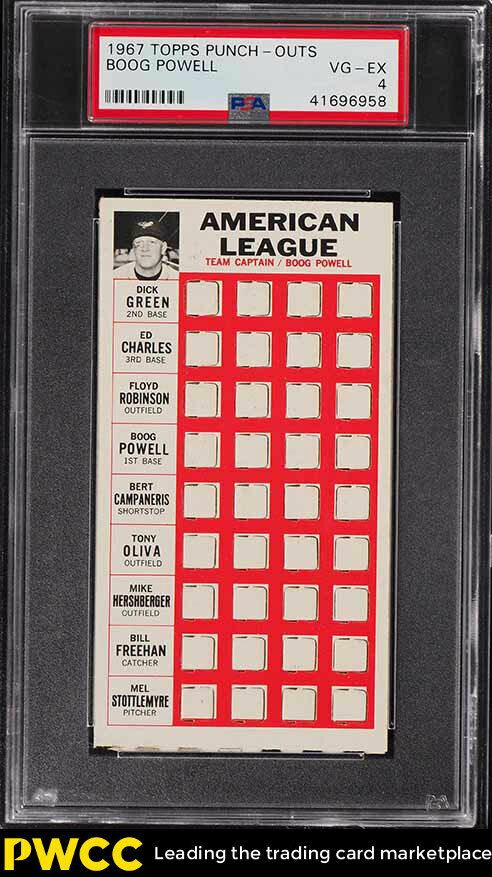 1967 TOPPS PUNCH-OUTS
BOOG POWELL VG-EX
4
PSA 41696958
AMERICAN
LEAGUE
TEAM CAPTAIN / BOOG POWELL
DICK
GREEN
2ND BASE
ED
CHARLES
3RD BASE
FLOYD
ROBINSON
OUTFIELD
BOOG
POWELL
1ST BASE
BERT
CAMPANERIS
SHORTSTOP
TONY
OLIVA
OUTFIELD
MIKE
HERSHBERGER
OUTFIELD
BILL
FREEHAN
CATCHER
MEL
STOTTLEMYRE
PITCHER
PWCC Leading the trading card marketplace